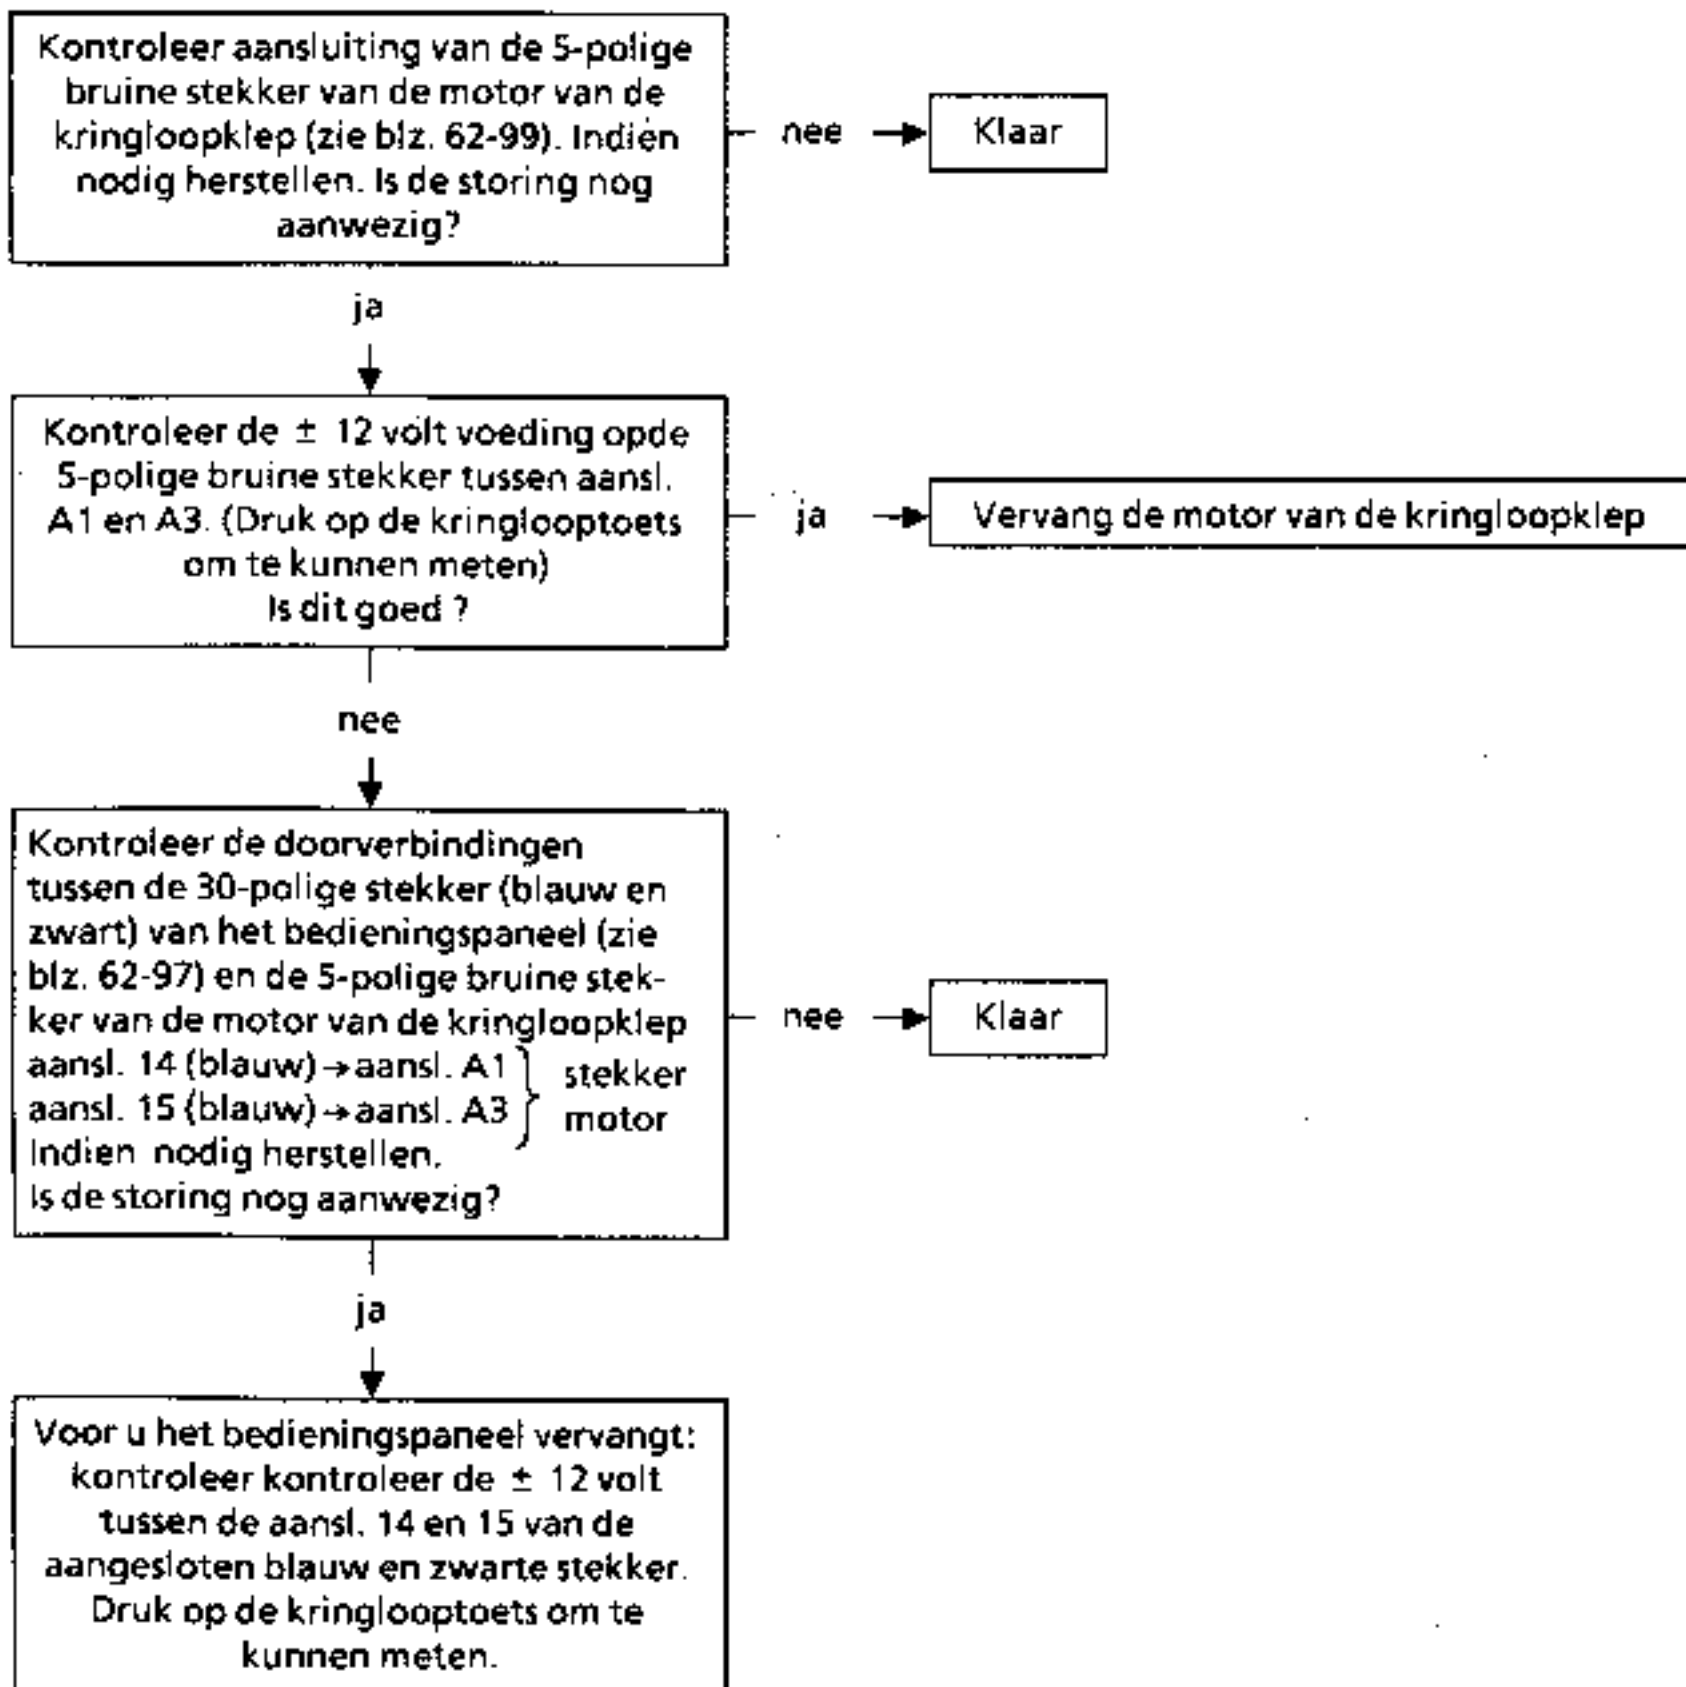 Kontroleer aansluiting van de 5-polige
bruine stekker van de motor van de
kringloopklep (zie blz. 62-99). Indien
nodig herstellen. Is de storing nog
aanwezig?
nee
Klaar
ja
Kontroleer de ± 12 volt voeding opde
5-polige bruine stekker tussen aansl.
A1 en A3. (Druk op de kringlooptoets
om te kunnen meten)
Is dit goed ?
ja
Vervang de motor van de kringloopklep
nee
Kontroleer de doorverbindingen
tussen de 30-polige stekker (blauw en
zwart) van het bedieningspaneel (zie
blz. 62-97) en de 5-polige bruine stek-
ker van de motor van de kringloopklep
aansl. 14 (blauw)→aansl. A1
aansl. 15 (blauw)→aansl. A3
stekker
motor
Indien nodig herstellen.
Is de storing nog aanwezig?
nee
Klaar
ja
Voor u het bedieningspaneel vervangt:
kontroleer kontroleer de ± 12 volt
tussen de aansl. 14 en 15 van de
aangesloten blauw en zwarte stekker.
Druk op de kringlooptoets om te
kunnen meten.